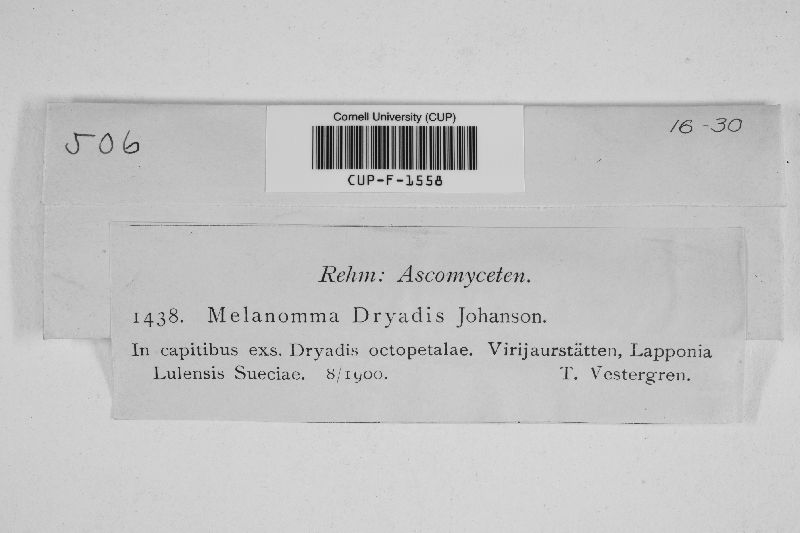 506
Cornell University (CUP)
CUP-F-1558
16-30
Rehm: Ascomyceten.
1438. Melanomma Dryadis Johanson.
In capitibus exs. Dryadis octopetalae. Virijaurstätten, Lapponia
Lulensis Sueciae. 8/1900. T. Vestergren.